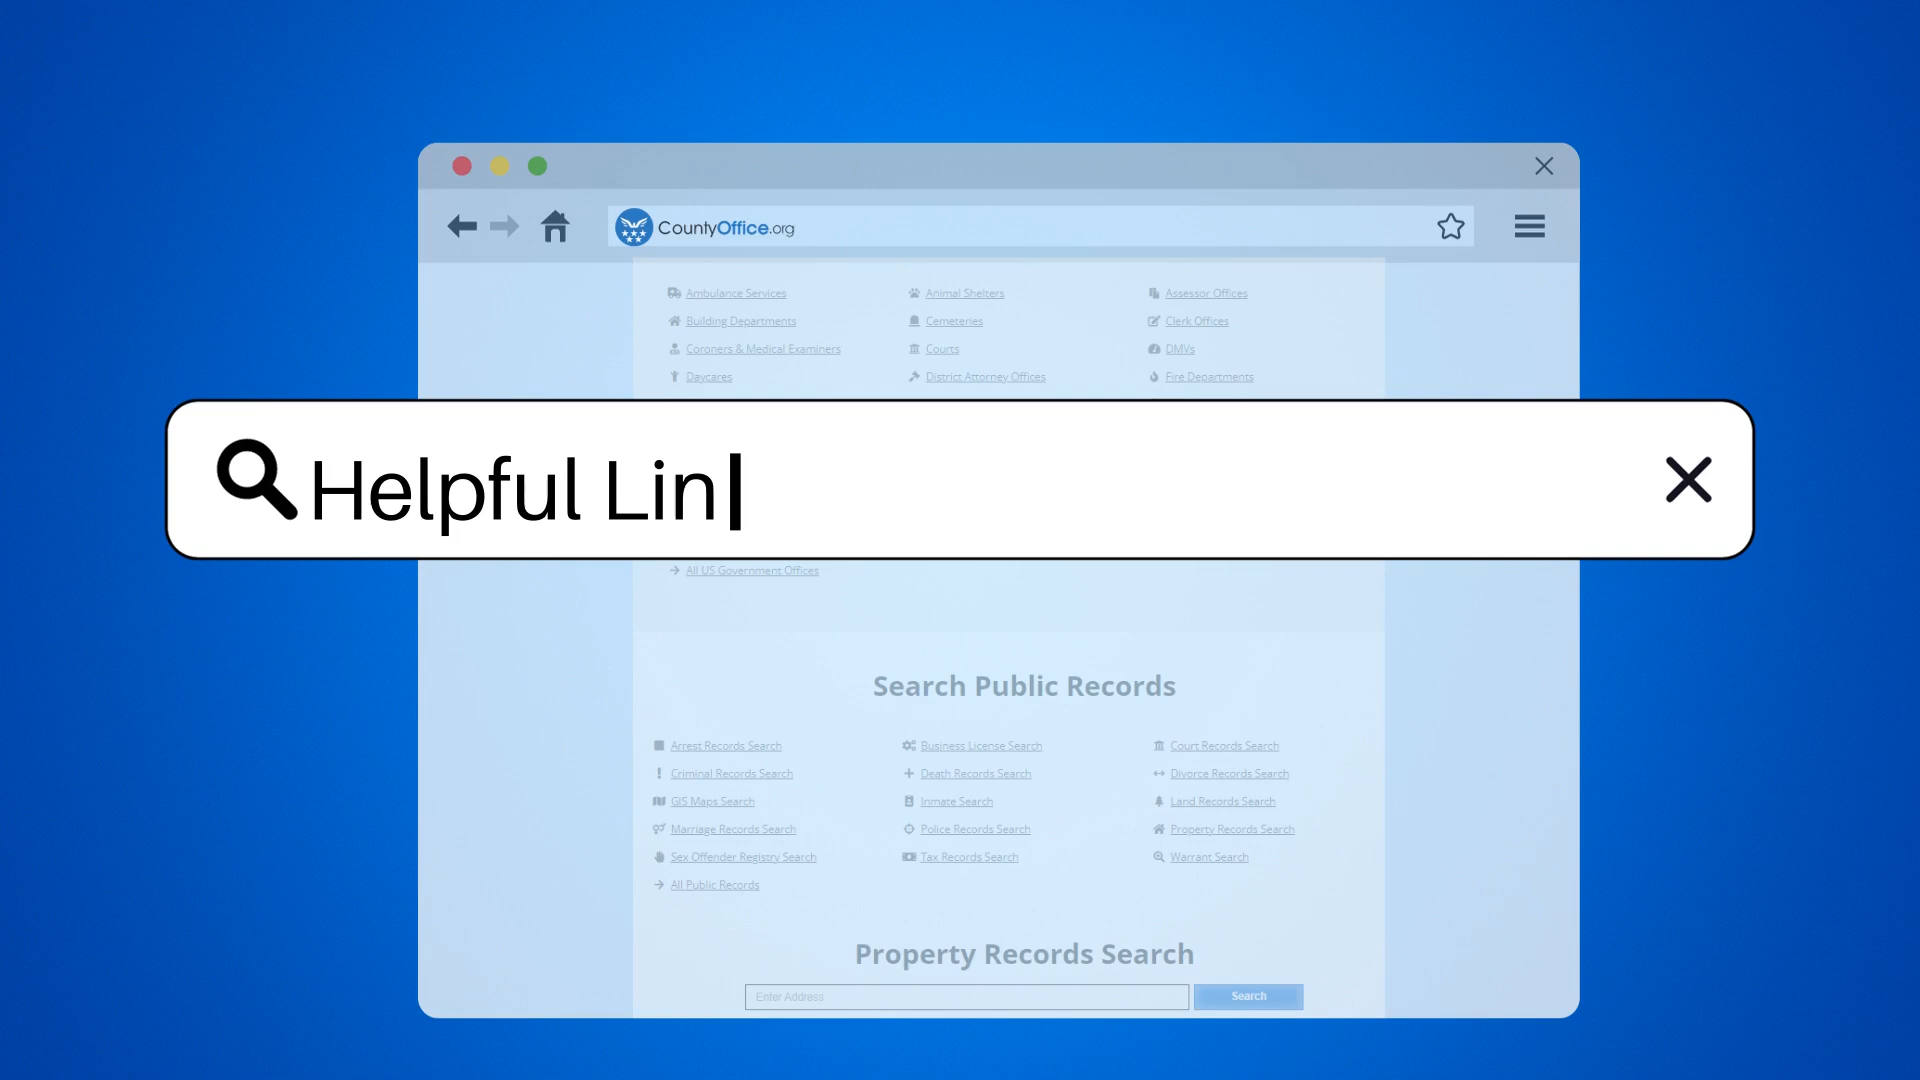 CountyOffice.org
Ambulance Services Animal Shelters Assessor Offices
Building Departments Cemeteries Clerk Offices
Coroners & Medical Examiners Courts DMVs
Daycares District Attorney Offices Fire Departments
Helpful Lin
All US Government Offices
Search Public Records
Arrest Records Search Business License Search Court Records Search
Criminal Records Search Death Records Search Divorce Records Search
GIS Maps Search Inmate Search Land Records Search
Marriage Records Search Police Records Search Property Records Search
Sex Offender Registry Search Tax Records Search Warrant Search
All Public Records
Property Records Search
Enter Address Search